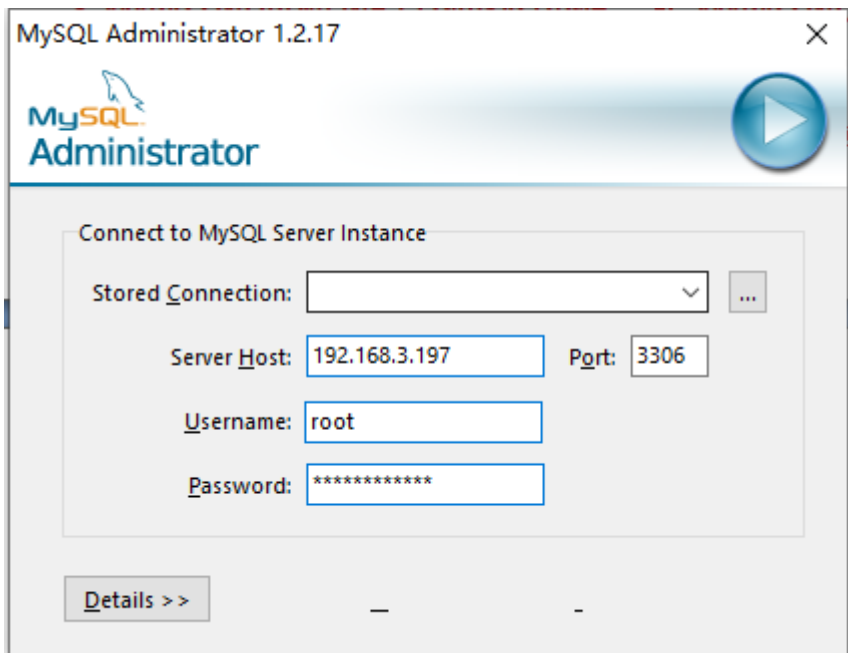 MySQL Administrator 1.2.17
MySQL
Administrator
Connect to MySQL Server Instance
Stored Connection:
...
Server Host: 192.168.3.197 Port: 3306
Username: root
Password: ************
Details >>